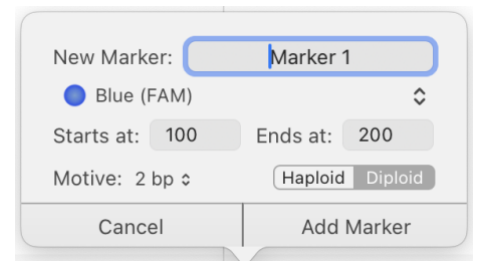 New Marker: Marker 1
Blue (FAM)
Starts at: 100 Ends at: 200
Motive: 2 bp Haploid Diploid
Cancel Add Marker